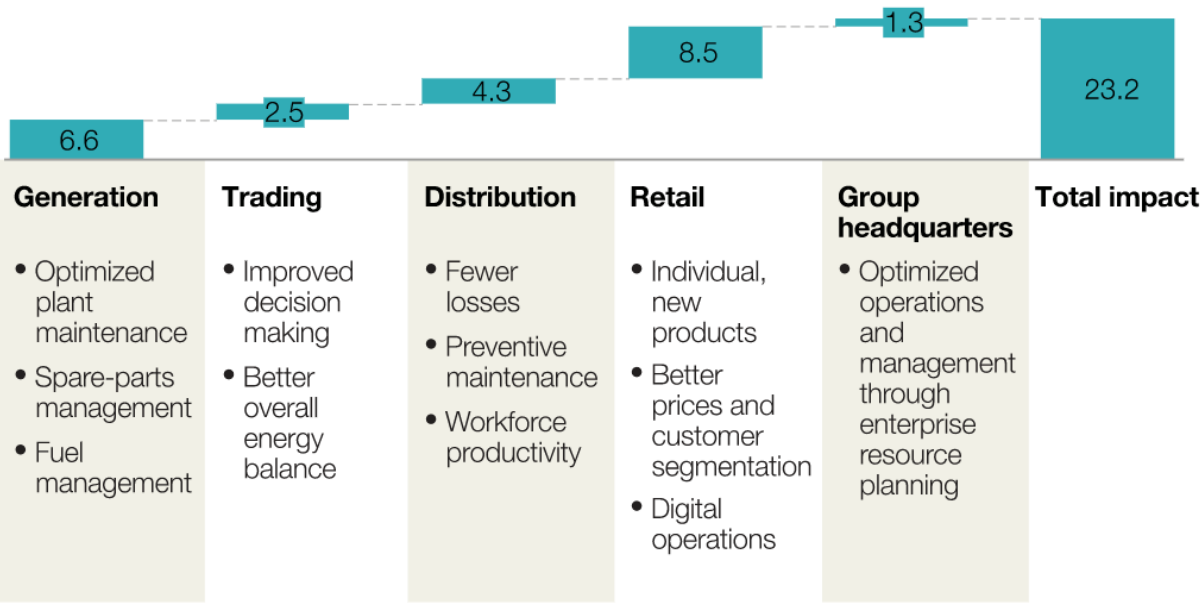 6.6
2.5
4.3
8.5
1.3
23.2
Generation
• Optimized
plant
maintenance
• Spare-parts
management
• Fuel
management
Trading
• Improved
decision
making
• Better
overall
energy
balance
Distribution
• Fewer
losses
• Preventive
maintenance
• Workforce
productivity
Retail
• Individual,
new
products
• Better
prices and
customer
segmentation
• Digital
operations
Group
headquarters
• Optimized
operations
and
management
through
enterprise
resource
planning
Total impact